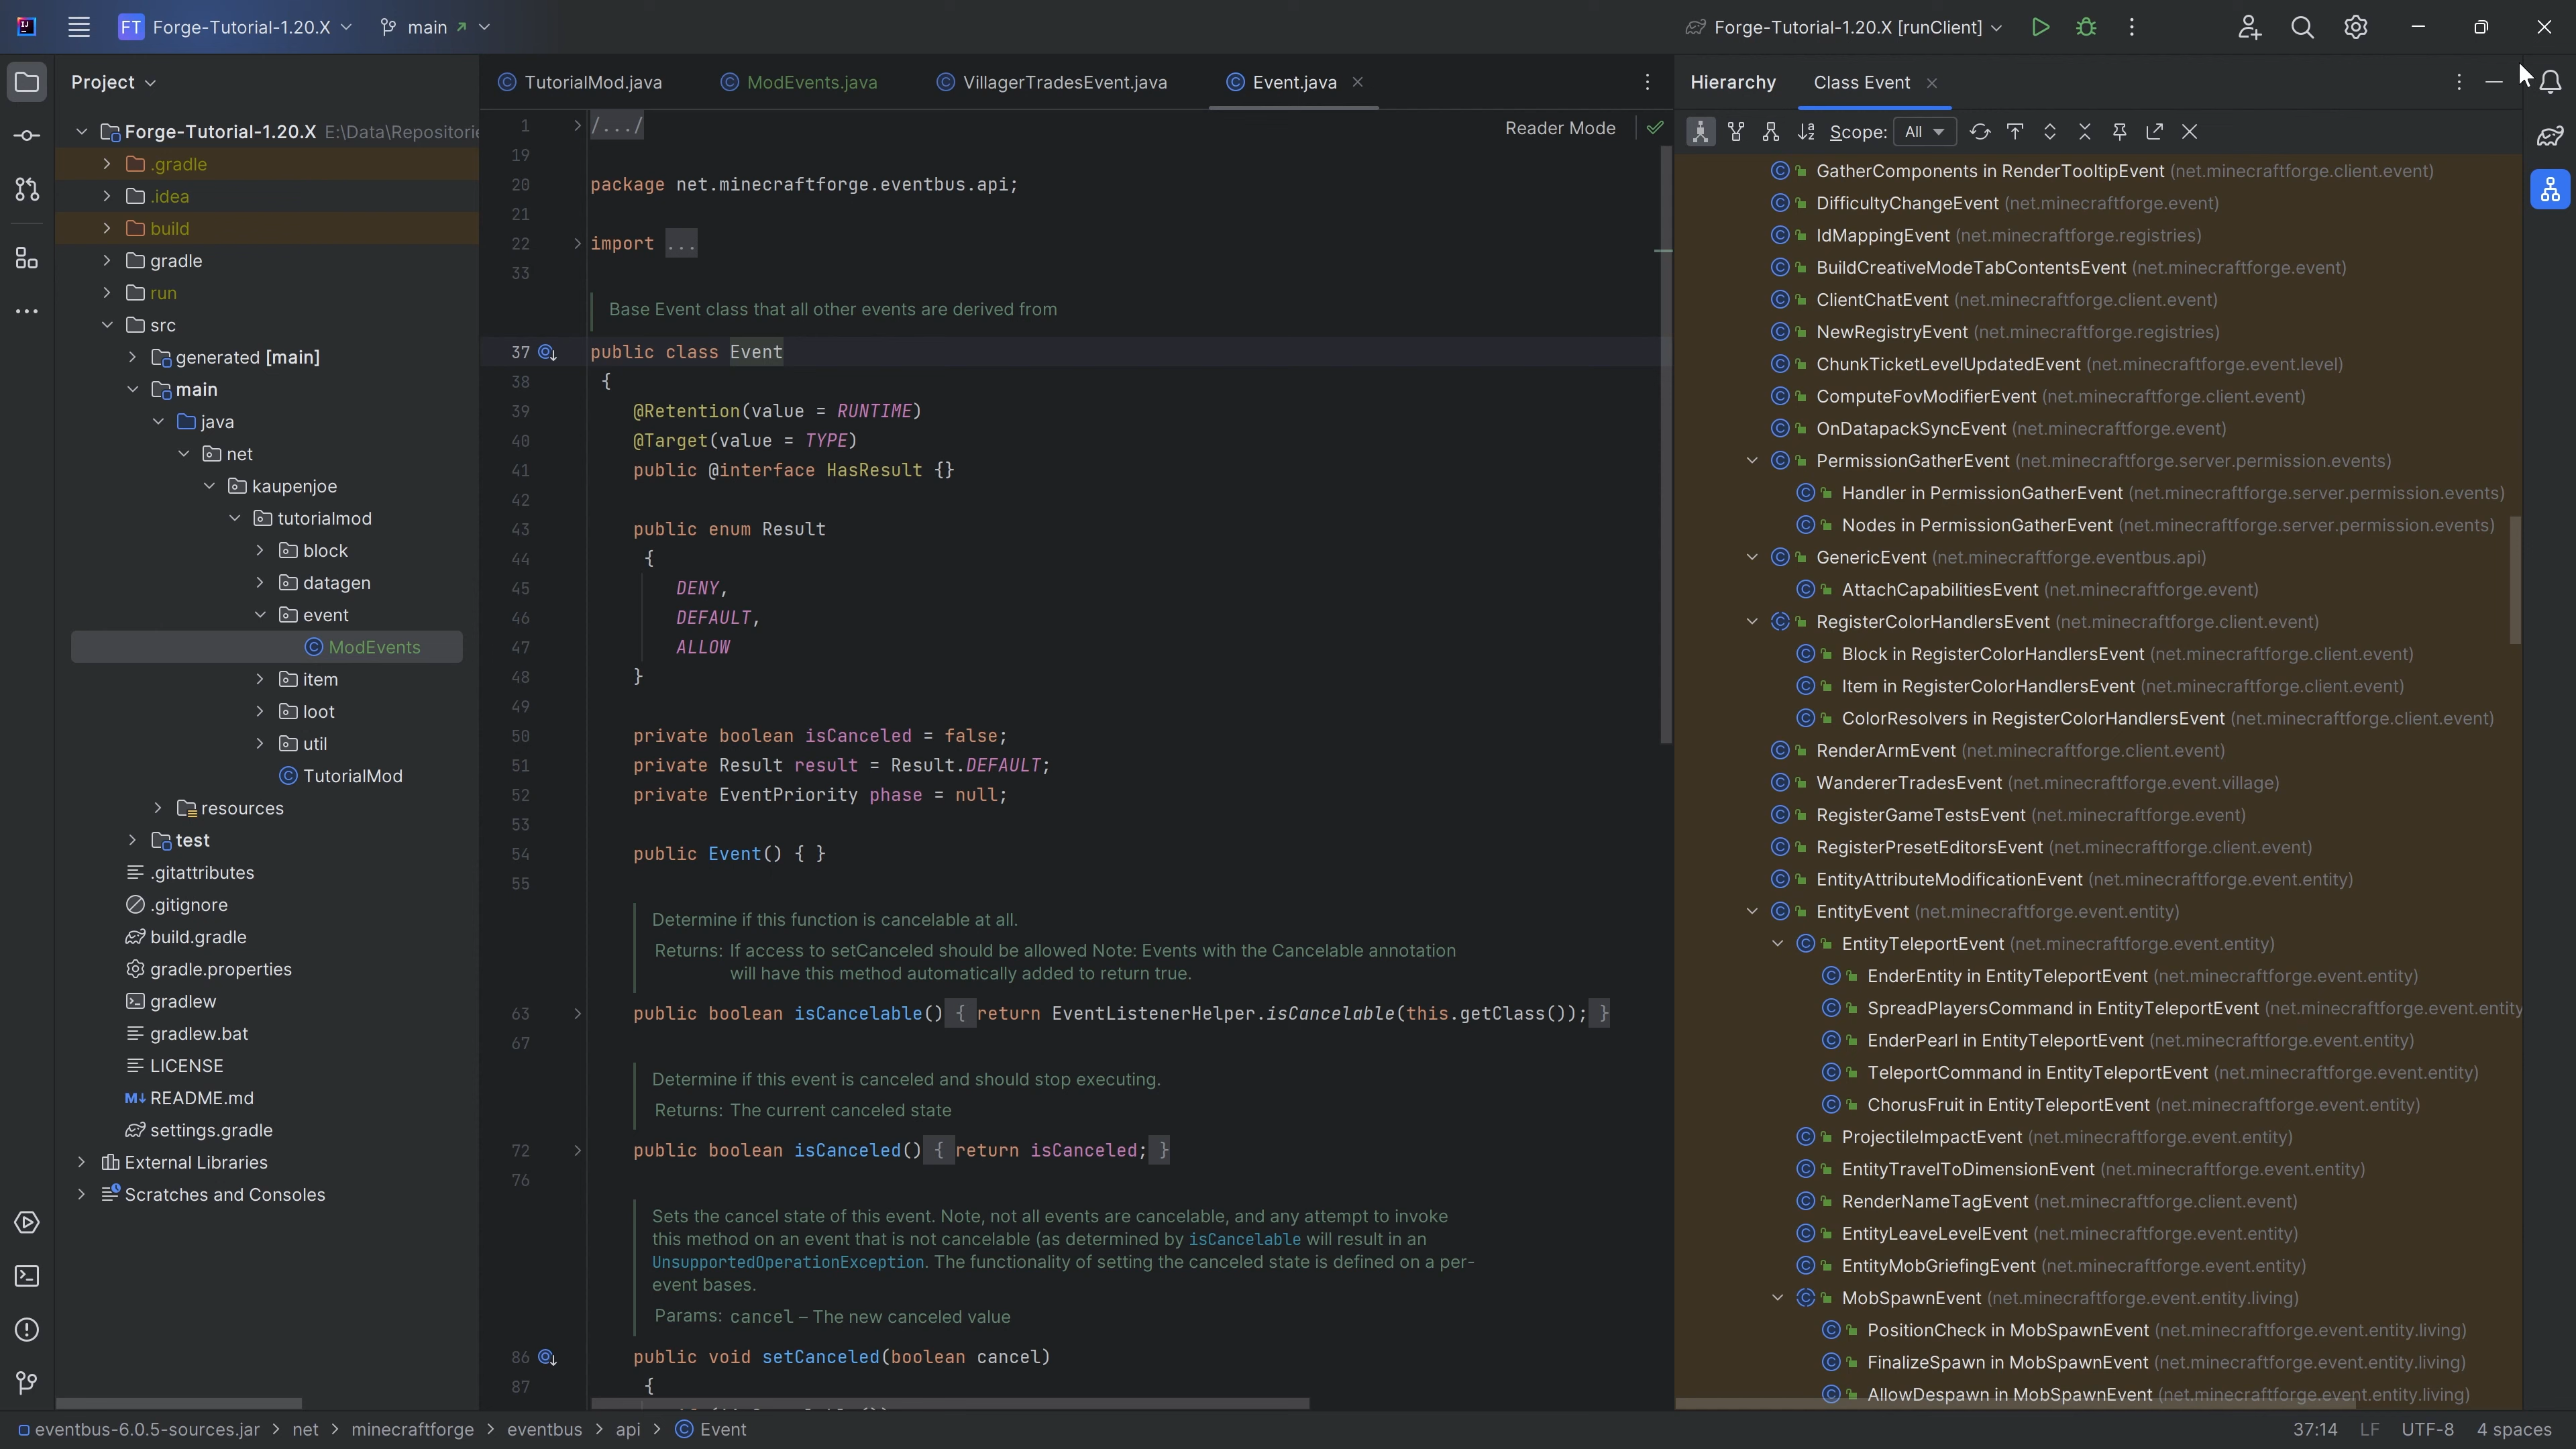 FT Forge-Tutorial-1.20.X main
Forge-Tutorial-1.20.X [runClient]
Project
Forge-Tutorial-1.20.X E:\Data\Repositorie
.gradle
.idea
build
gradle
run
src
generated [main]
main
java
net
kaupenjoe
tutorialmod
block
datagen
event
ModEvents
item
loot
util
TutorialMod
resources
test
.gitattributes
.gitignore
build.gradle
gradle.properties
gradlew
gradlew.bat
LICENSE
M↓ README.md
settings.gradle
External Libraries
Scratches and Consoles
TutorialMod.java ModEvents.java VillagerTradesEvent.java Event.java
Reader Mode
1 /.../
19
20 package net.minecraftforge.eventbus.api;
21
22 import ...
33
Base Event class that all other events are derived from
37 public class Event
38 {
39 @Retention(value = RUNTIME)
40 @Target(value = TYPE)
41 public @interface HasResult {}
42
43 public enum Result
44 {
45 DENY,
46 DEFAULT,
47 ALLOW
48 }
49
50 private boolean isCanceled = false;
51 private Result result = Result.DEFAULT;
52 private EventPriority phase = null;
53
54 public Event() { }
55
Determine if this function is cancelable at all.
Returns: If access to setCanceled should be allowed Note: Events with the Cancelable annotation
will have this method automatically added to return true.
63 public boolean isCancelable() { return EventListenerHelper.isCancelable(this.getClass()); }
67
Determine if this event is canceled and should stop executing.
Returns: The current canceled state
72 public boolean isCanceled() { return isCanceled; }
76
Sets the cancel state of this event. Note, not all events are cancelable, and any attempt to invoke
this method on an event that is not cancelable (as determined by isCancelable will result in an
UnsupportedOperationException. The functionality of setting the canceled state is defined on a per-
event bases.
Params: cancel – The new canceled value
86 public void setCanceled(boolean cancel)
87 {
Hierarchy Class Event
Scope: All
GatherComponents in RenderTooltipEvent (net.minecraftforge.client.event)
DifficultyChangeEvent (net.minecraftforge.event)
IdMappingEvent (net.minecraftforge.registries)
BuildCreativeModeTabContentsEvent (net.minecraftforge.event)
ClientChatEvent (net.minecraftforge.client.event)
NewRegistryEvent (net.minecraftforge.registries)
ChunkTicketLevelUpdatedEvent (net.minecraftforge.event.level)
ComputeFovModifierEvent (net.minecraftforge.client.event)
OnDatapackSyncEvent (net.minecraftforge.event)
PermissionGatherEvent (net.minecraftforge.server.permission.events)
Handler in PermissionGatherEvent (net.minecraftforge.server.permission.events)
Nodes in PermissionGatherEvent (net.minecraftforge.server.permission.events)
GenericEvent (net.minecraftforge.eventbus.api)
AttachCapabilitiesEvent (net.minecraftforge.event)
RegisterColorHandlersEvent (net.minecraftforge.client.event)
Block in RegisterColorHandlersEvent (net.minecraftforge.client.event)
Item in RegisterColorHandlersEvent (net.minecraftforge.client.event)
ColorResolvers in RegisterColorHandlersEvent (net.minecraftforge.client.event)
RenderArmEvent (net.minecraftforge.client.event)
WandererTradesEvent (net.minecraftforge.event.village)
RegisterGameTestsEvent (net.minecraftforge.event)
RegisterPresetEditorsEvent (net.minecraftforge.client.event)
EntityAttributeModificationEvent (net.minecraftforge.event.entity)
EntityEvent (net.minecraftforge.event.entity)
EntityTeleportEvent (net.minecraftforge.event.entity)
EnderEntity in EntityTeleportEvent (net.minecraftforge.event.entity)
SpreadPlayersCommand in EntityTeleportEvent (net.minecraftforge.event.entity
EnderPearl in EntityTeleportEvent (net.minecraftforge.event.entity)
TeleportCommand in EntityTeleportEvent (net.minecraftforge.event.entity)
ChorusFruit in EntityTeleportEvent (net.minecraftforge.event.entity)
ProjectileImpactEvent (net.minecraftforge.event.entity)
EntityTravelToDimensionEvent (net.minecraftforge.event.entity)
RenderNameTagEvent (net.minecraftforge.client.event)
EntityLeaveLevelEvent (net.minecraftforge.event.entity)
EntityMobGriefingEvent (net.minecraftforge.event.entity)
MobSpawnEvent (net.minecraftforge.event.entity.living)
PositionCheck in MobSpawnEvent (net.minecraftforge.event.entity.living)
FinalizeSpawn in MobSpawnEvent (net.minecraftforge.event.entity.living)
AllowDespawn in MobSpawnEvent (net.minecraftforge.event.entity.living)
eventbus-6.0.5-sources.jar > net > minecraftforge > eventbus > api > Event
37:14 LF UTF-8 4 spaces